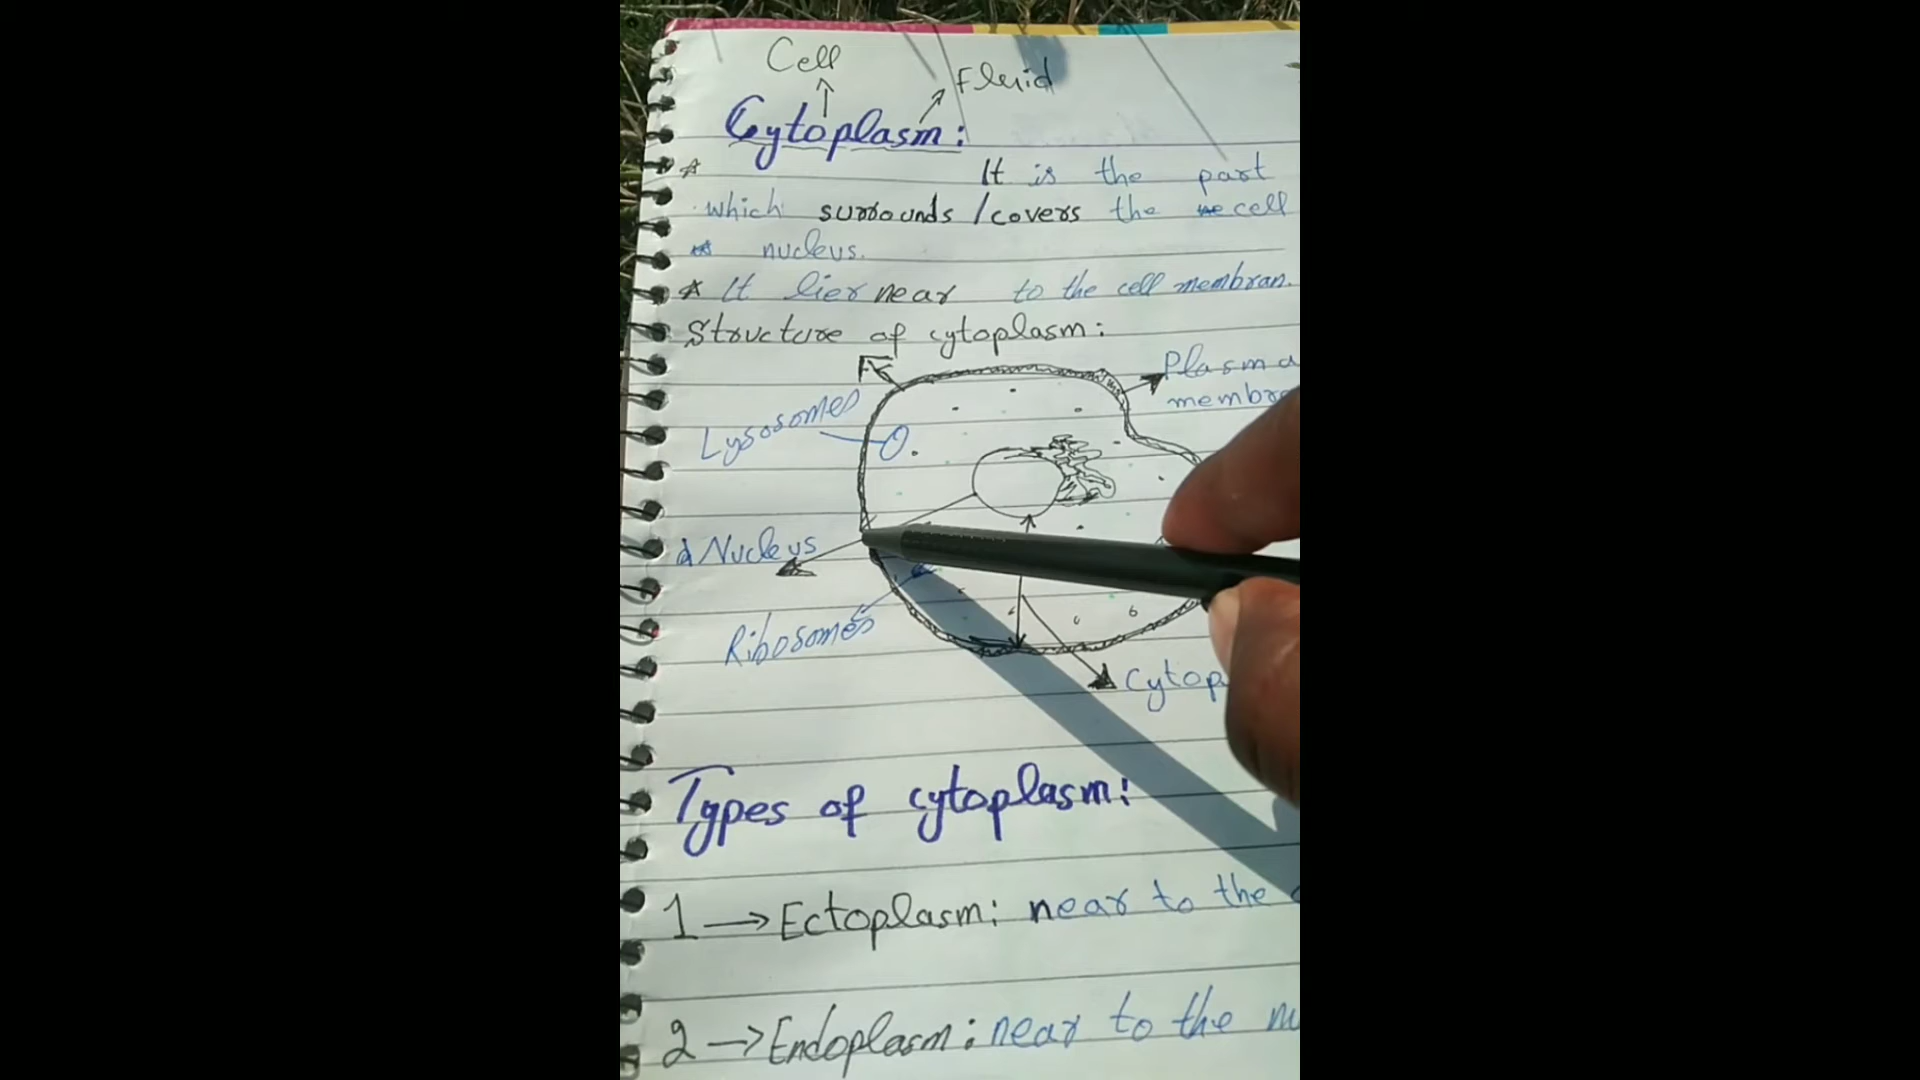 Cell
Fluid
Cytoplasm:
It is the part
which surrounds / covers the cell
nucleus.
It lies near to the cell membran.
Structure of cytoplasm:
Plasma
membr
Lysosomes
Nucleus
Ribosomes
Cytop
Types of cytoplasm:
1 → Ectoplasm: near to the
2 → Endoplasm: near to the